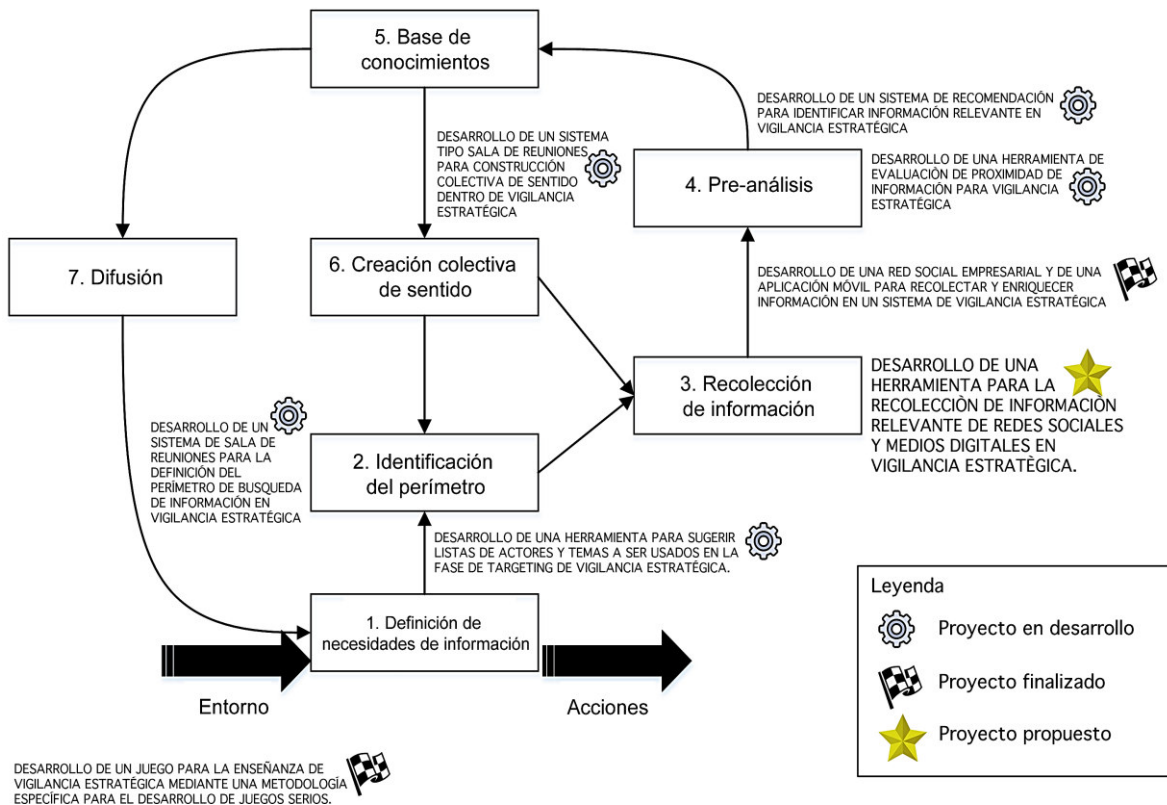 5. Base de
conocimientos
DESARROLLO DE UN SISTEMA DE RECOMENDACIÓN
PARA IDENTIFICAR INFORMACIÓN RELEVANTE EN
VIGILANCIA ESTRATÉGICA
DESARROLLO DE UN SISTEMA
TIPO SALA DE REUNIONES
PARA CONSTRUCCIÓN
COLECTIVA DE SENTIDO
DENTRO DE VIGILANCIA
ESTRATÉGICA
4. Pre-análisis
DESARROLLO DE UNA HERRAMIENTA DE
EVALUACIÓN DE PROXIMIDAD DE
INFORMACIÓN PARA VIGILANCIA
ESTRATÉGICA
7. Difusión
6. Creación colectiva
de sentido
DESARROLLO DE UNA RED SOCIAL EMPRESARIAL Y DE UNA
APLICACIÓN MÓVIL PARA RECOLECTAR Y ENRIQUECER
INFORMACIÓN EN UN SISTEMA DE VIGILANCIA ESTRATÉGICA
3. Recolección
de información
DESARROLLO DE UNA
HERRAMIENTA PARA LA
RECOLECCIÒN DE INFORMACIÒN
RELEVANTE DE REDES SOCIALES
Y MEDIOS DIGITALES EN
VIGILANCIA ESTRATÈGICA.
DESARROLLO DE UN
SISTEMA DE SALA DE
REUNIONES PARA LA
DEFINICIÓN DEL
PERÍMETRO DE BUSQUEDA
DE INFORMACIÓN EN
VIGILANCIA ESTRATÉGICA
2. Identificación
del perímetro
DESARROLLO DE UNA HERRAMIENTA PARA SUGERIR
LISTAS DE ACTORES Y TEMAS A SER USADOS EN LA
FASE DE TARGETING DE VIGILANCIA ESTRATÉGICA.
1. Definición de
necesidades de información
Entorno
Acciones
Leyenda
Proyecto en desarrollo
Proyecto finalizado
Proyecto propuesto
DESARROLLO DE UN JUEGO PARA LA ENSEÑANZA DE
VIGILANCIA ESTRATÉGICA MEDIANTE UNA METODOLOGÍA
ESPECÍFICA PARA EL DESARROLLO DE JUEGOS SERIOS.